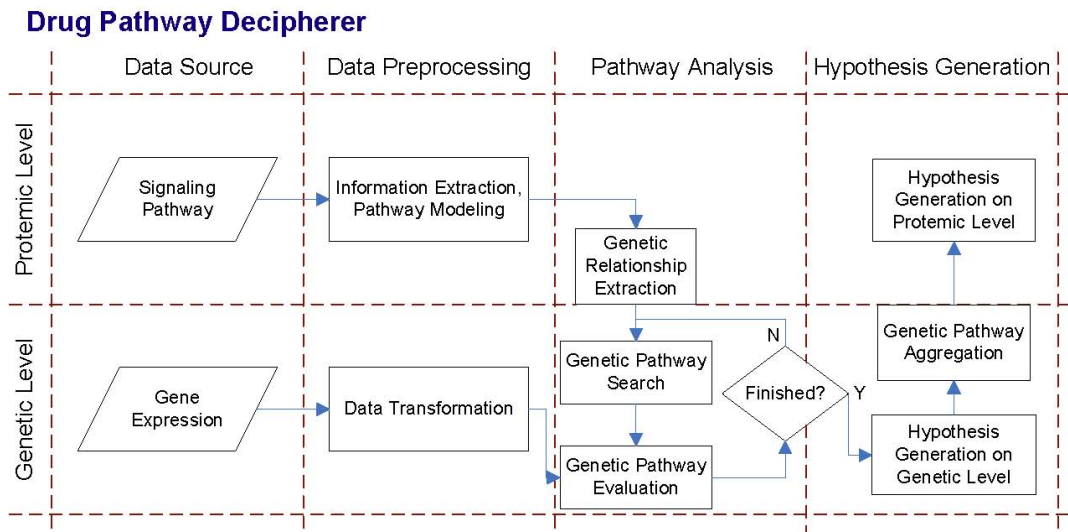 Drug Pathway Decipherer
Data Source
Data Preprocessing
Pathway Analysis
Hypothesis Generation
Protemic Level
Signaling
Pathway
Information Extraction,
Pathway Modeling
Genetic
Relationship
Extraction
Hypothesis
Generation on
Protemic Level
Genetic Level
Gene
Expression
Data Transformation
Genetic Pathway
Search
Genetic Pathway
Evaluation
N
Finished?
Y
Genetic Pathway
Aggregation
Hypothesis
Generation on
Genetic Level